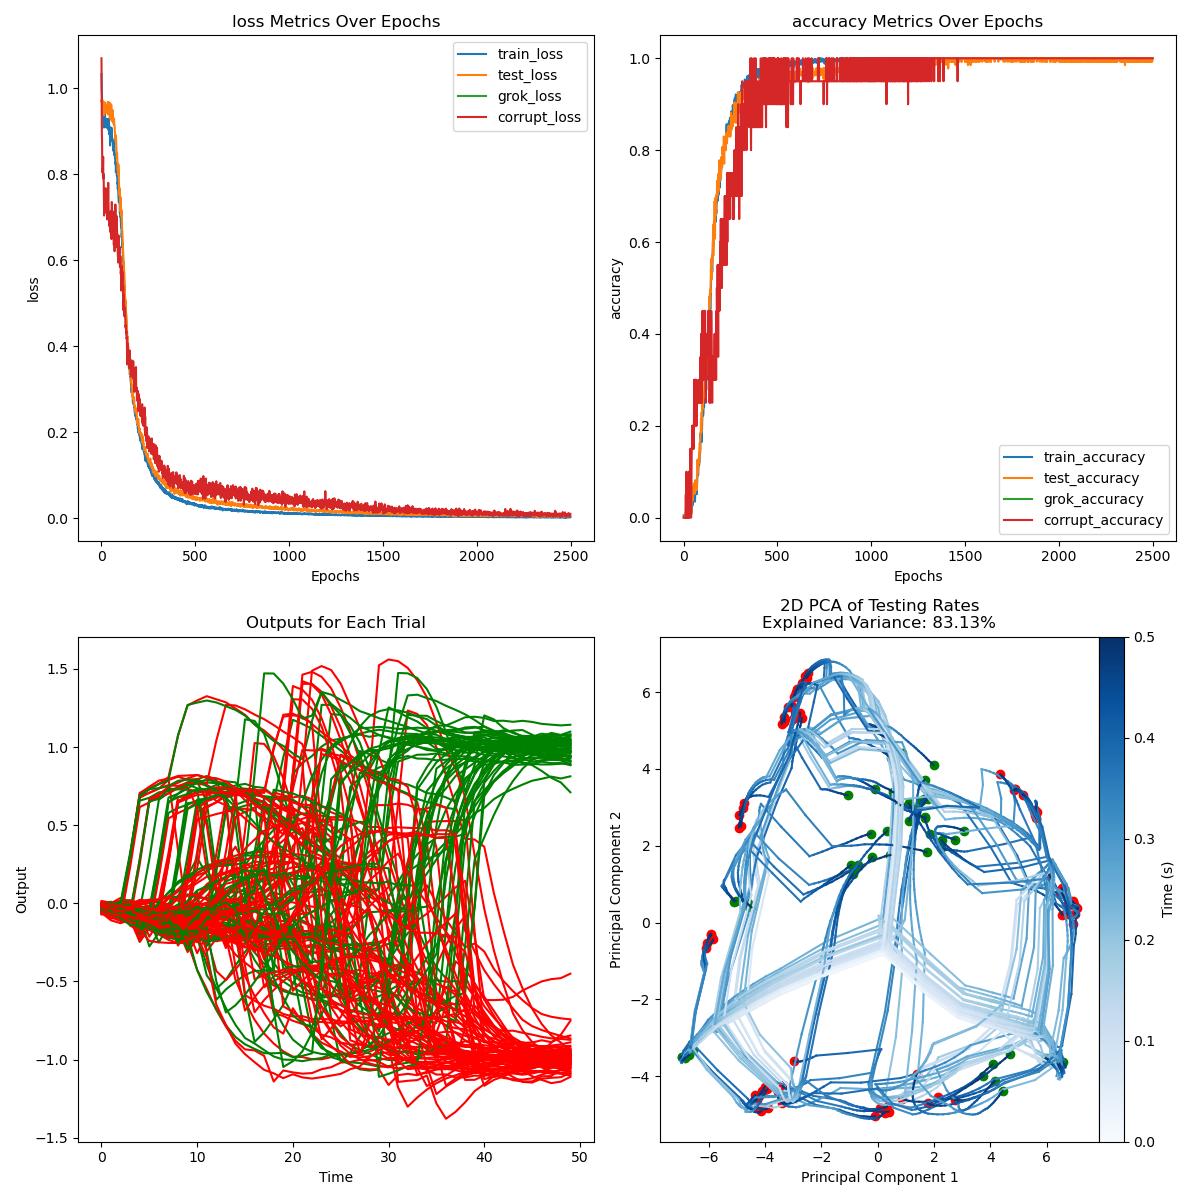 loss Metrics Over Epochs
loss
1.0
0.8
0.6
0.4
0.2
0.0
0
500
1000
1500
2000
2500
Epochs
train_loss
test_loss
grok_loss
corrupt_loss
accuracy Metrics Over Epochs
accuracy
1.0
0.8
0.6
0.4
0.2
0.0
0
500
1000
1500
2000
2500
Epochs
train_accuracy
test_accuracy
grok_accuracy
corrupt_accuracy
Outputs for Each Trial
Output
1.5
1.0
0.5
0.0
−0.5
−1.0
−1.5
0
10
20
30
40
50
Time
2D PCA of Testing Rates
Explained Variance: 83.13%
Principal Component 2
6
4
2
0
−2
−4
−6
−4
−2
0
2
4
6
Principal Component 1
0.5
0.4
0.3
0.2
0.1
0.0
Time (s)